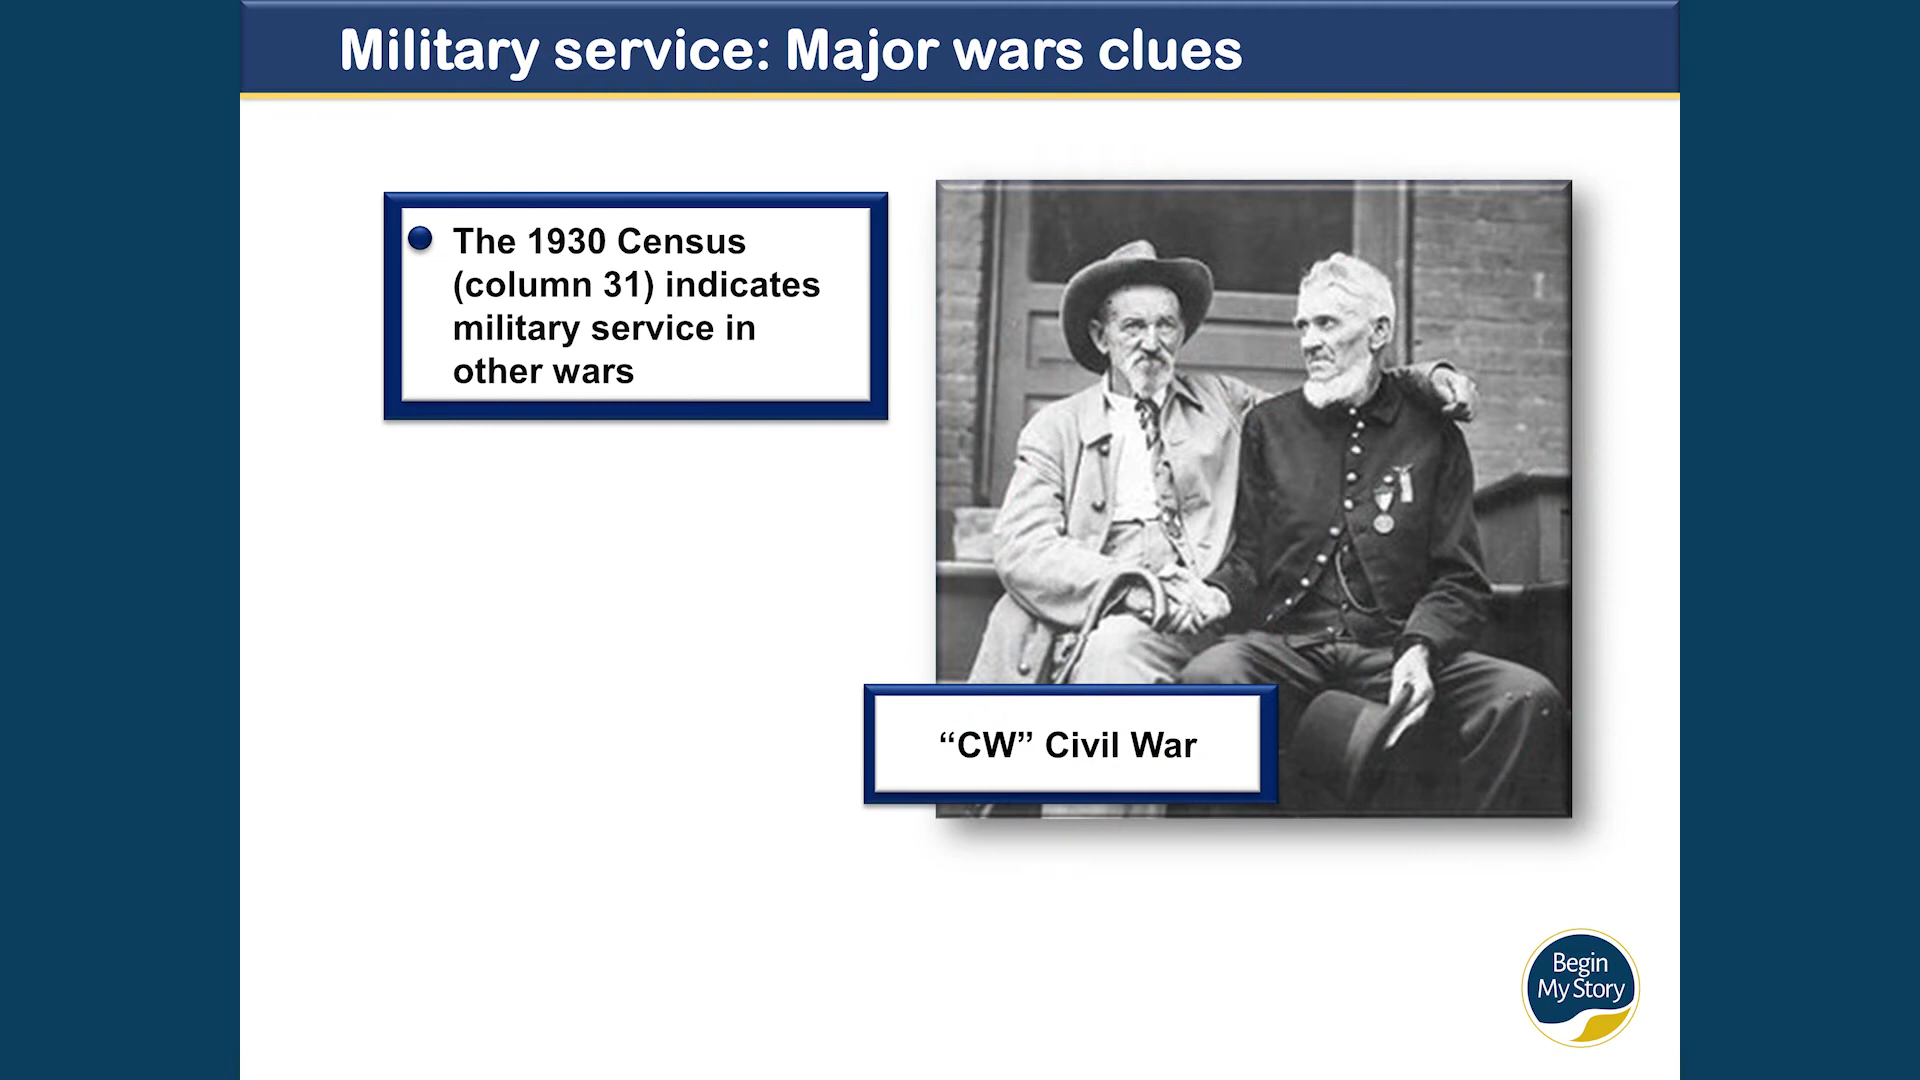 Military service: Major wars clues
The 1930 Census
(column 31) indicates
military service in
other wars
“CW” Civil War
Begin
My Story